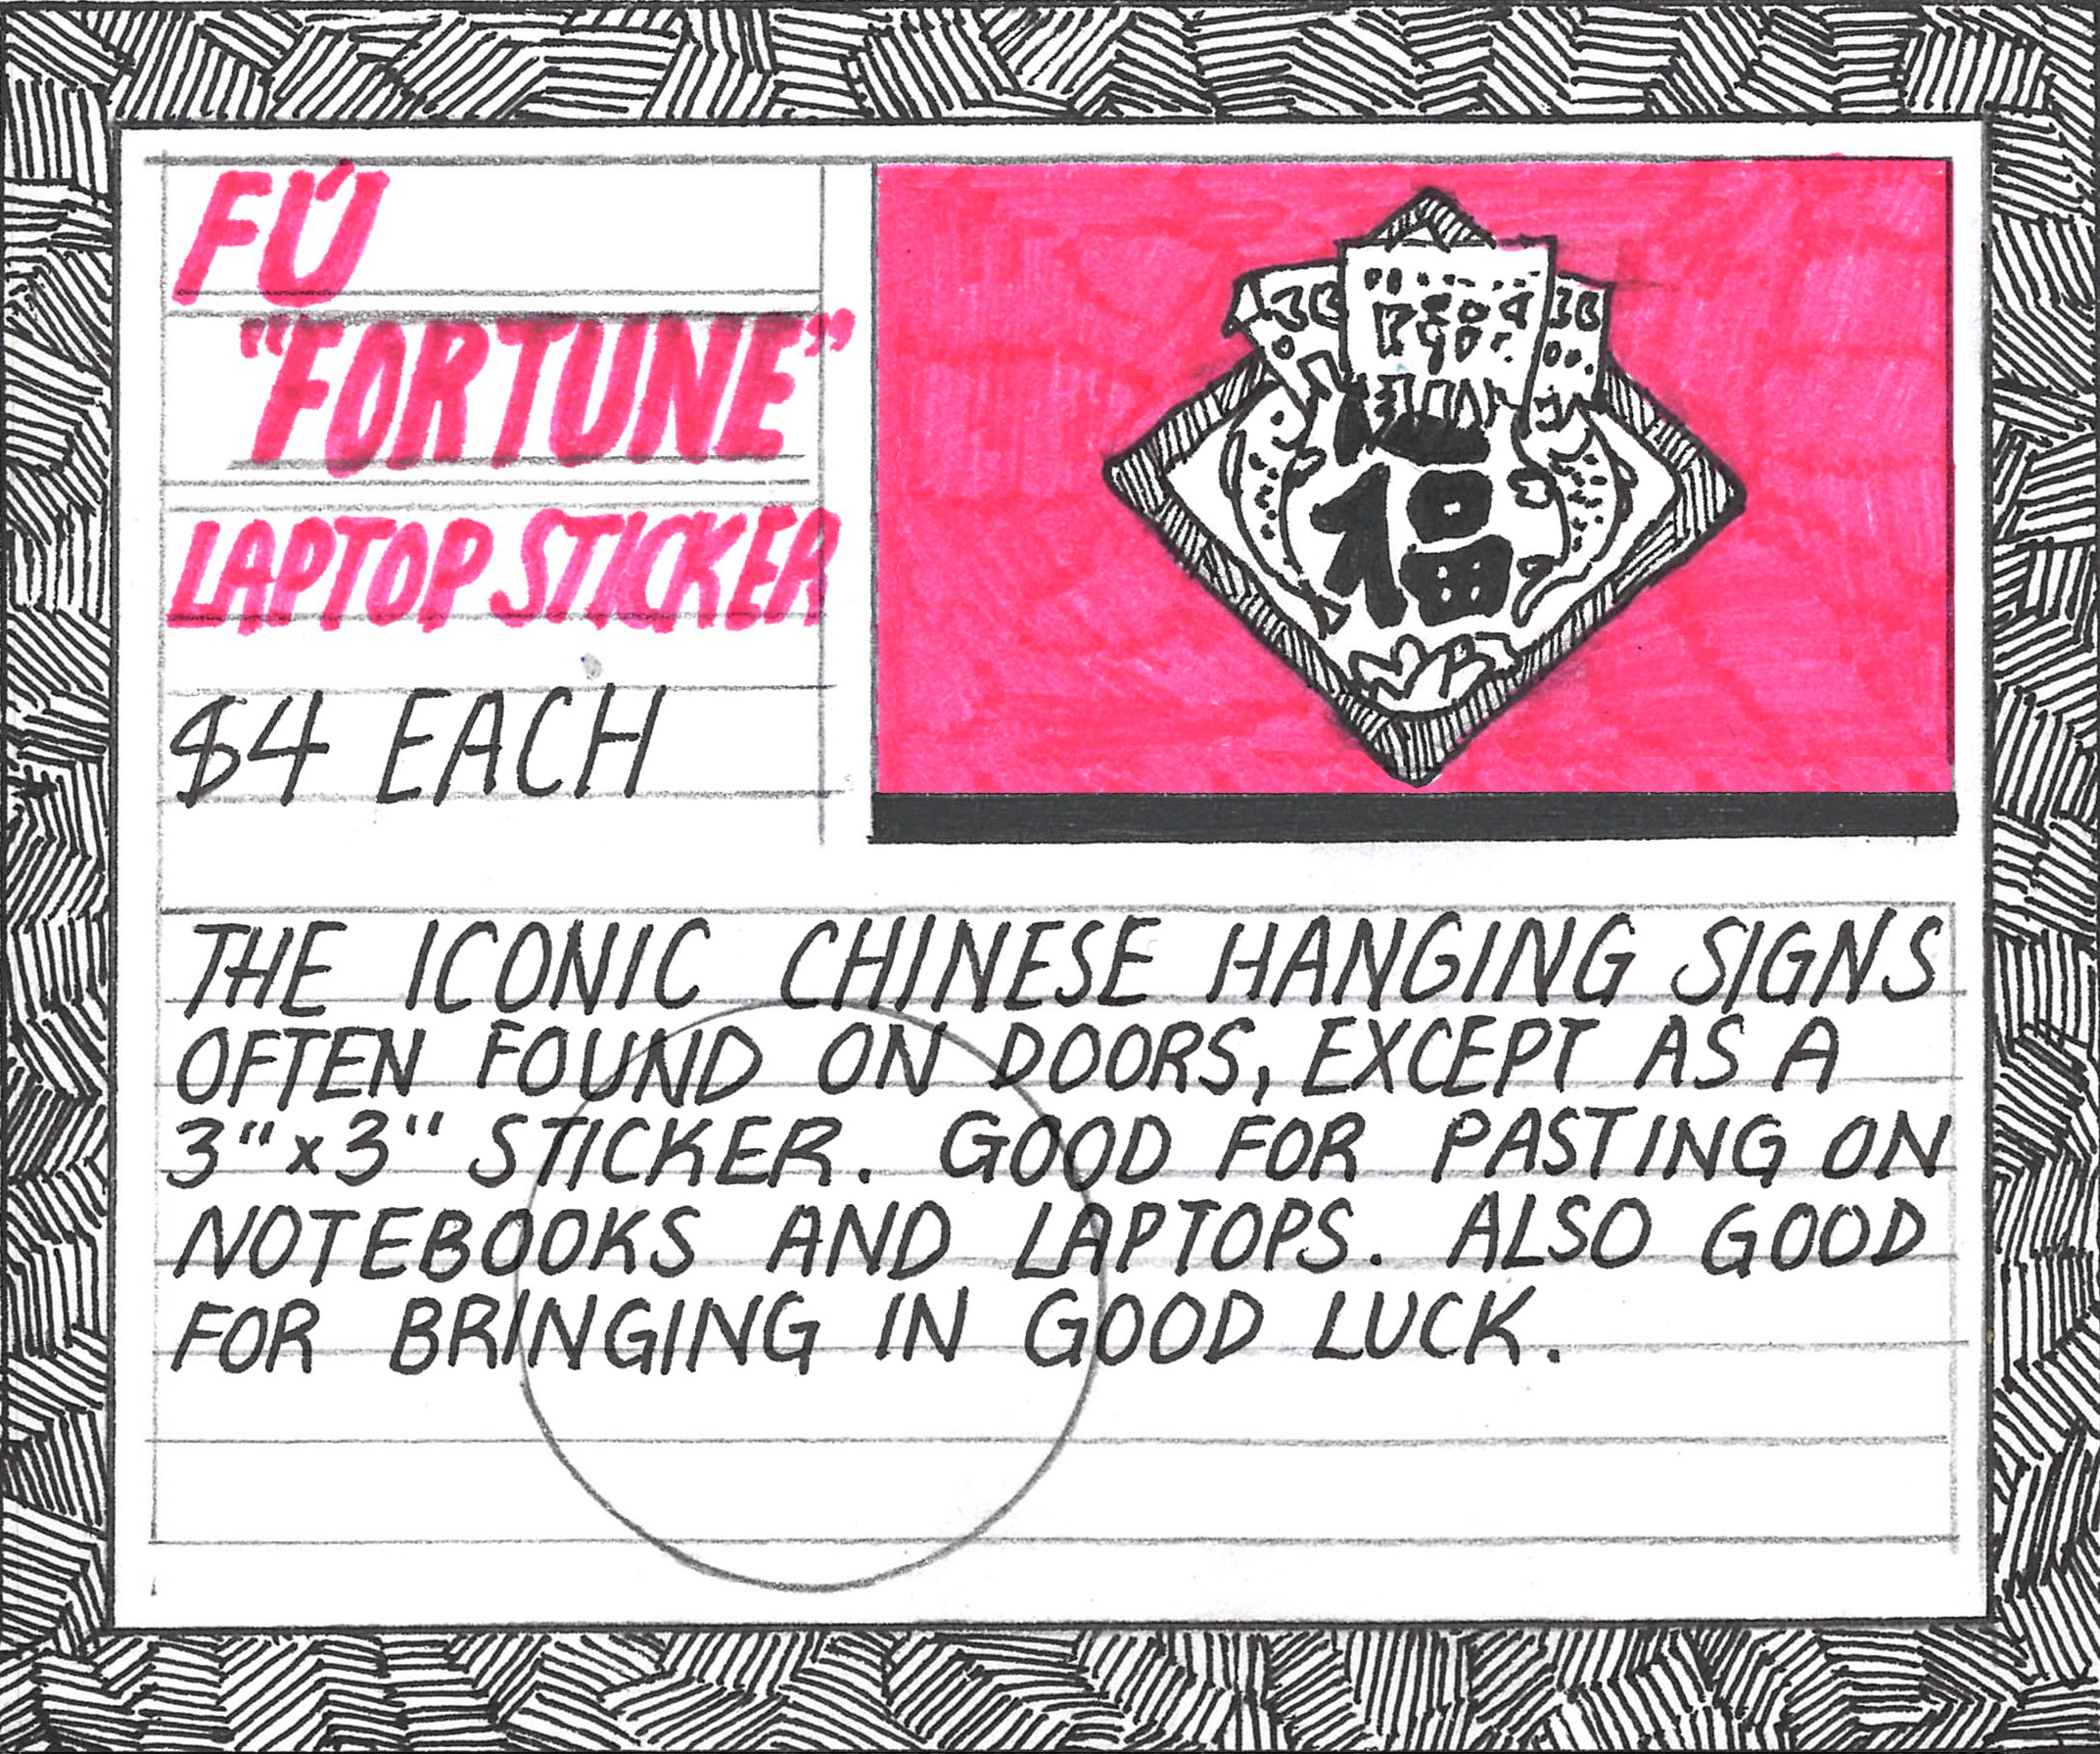 FÚ
"FORTUNE"
LAPTOP STICKER
$4 EACH
福
THE ICONIC CHINESE HANGING SIGNS
OFTEN FOUND ON DOORS, EXCEPT AS A
3"x3" STICKER. GOOD FOR PASTING ON
NOTEBOOKS AND LAPTOPS. ALSO GOOD
FOR BRINGING IN GOOD LUCK.